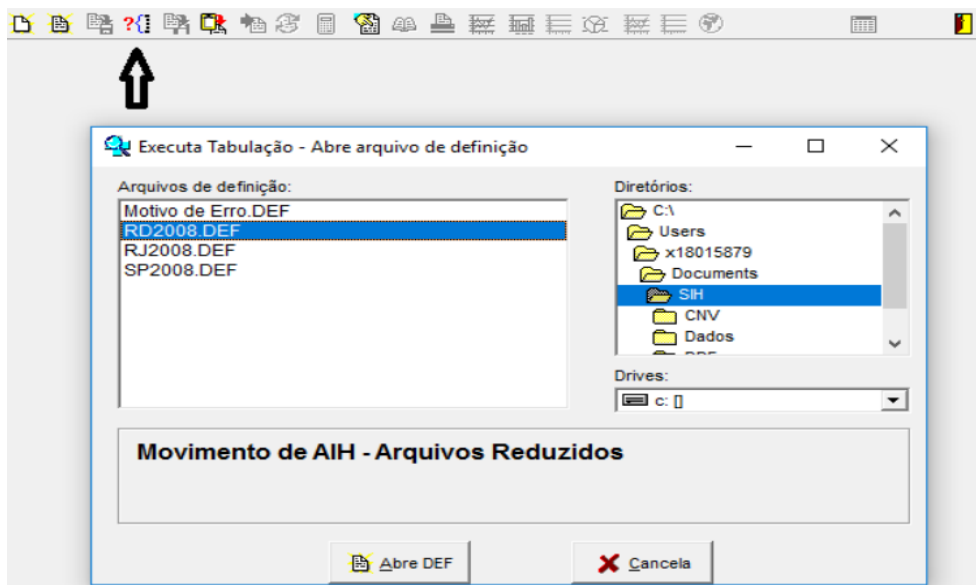 ?{}
Executa Tabulação - Abre arquivo de definição
Arquivos de definição:
Motivo de Erro.DEF
RD2008.DEF
RJ2008.DEF
SP2008.DEF
Diretórios:
C:\
Users
x18015879
Documents
SIH
CNV
Dados
Drives:
c: []
Movimento de AIH - Arquivos Reduzidos
Abre DEF
Cancela